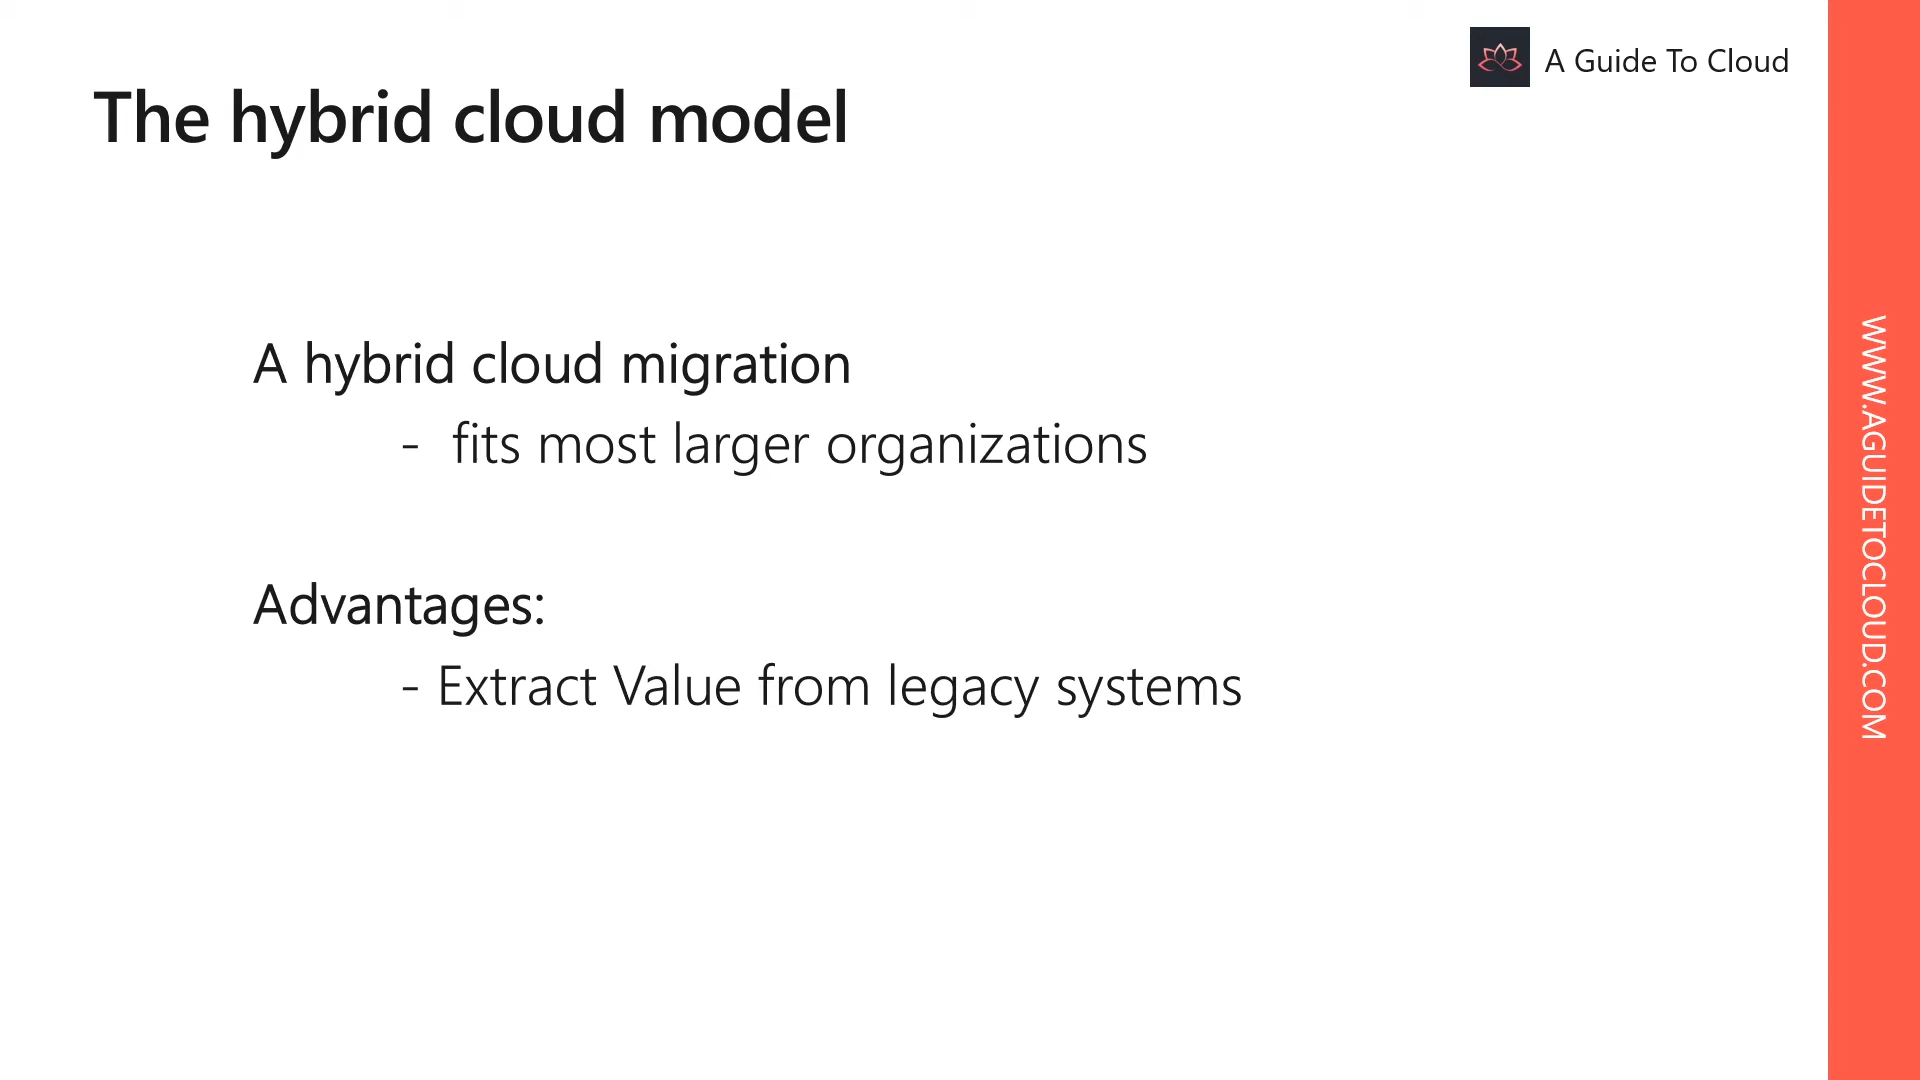 A Guide To Cloud
The hybrid cloud model
A hybrid cloud migration
- fits most larger organizations
Advantages:
- Extract Value from legacy systems
WWW.AGUIDETOCLOUD.COM